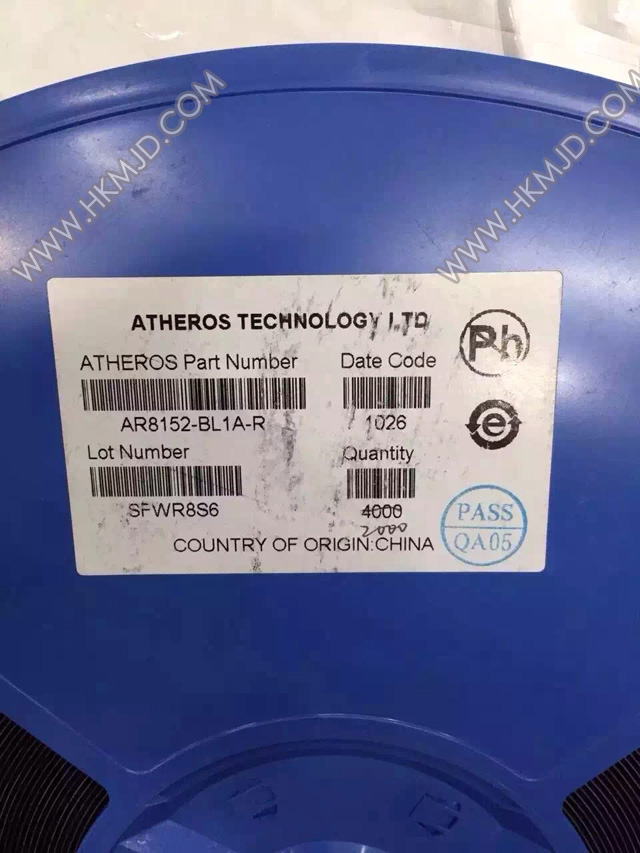 WWW.HKMJD.COM
WWW.HKMJD.COM
ATHEROS TECHNOLOGY LTD
Pb
ATHEROS Part Number Date Code
AR8152-BL1A-R 1026
e
Lot Number Quantity
SFWR8S6 4000
2000
PASS
QA05
COUNTRY OF ORIGIN:CHINA